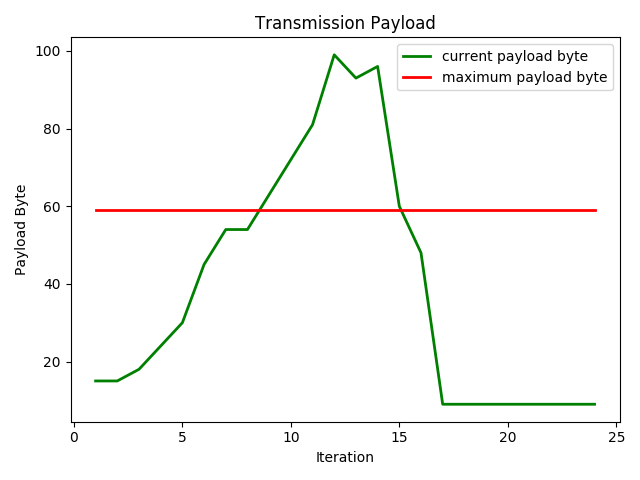 Transmission Payload
current payload byte
maximum payload byte
Payload Byte
100
80
60
40
20
0
5
10
15
20
25
Iteration